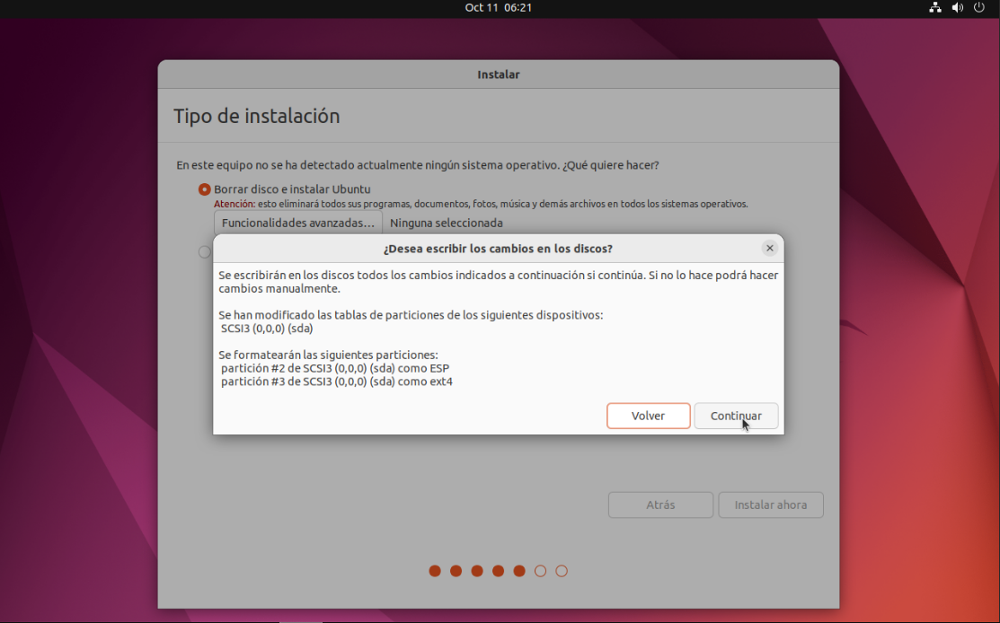 Oct 11 06:21
Instalar
Tipo de instalación
En este equipo no se ha detectado actualmente ningún sistema operativo. ¿Qué quiere hacer?
Borrar disco e instalar Ubuntu
Atención: esto eliminará todos sus programas, documentos, fotos, música y demás archivos en todos los sistemas operativos.
Funcionalidades avanzadas... Ninguna seleccionada
¿Desea escribir los cambios en los discos?
Se escribirán en los discos todos los cambios indicados a continuación si continúa. Si no lo hace podrá hacer
cambios manualmente.
Se han modificado las tablas de particiones de los siguientes dispositivos:
SCSI3 (0,0,0) (sda)
Se formatearán las siguientes particiones:
partición #2 de SCSI3 (0,0,0) (sda) como ESP
partición #3 de SCSI3 (0,0,0) (sda) como ext4
Volver Continuar
Atrás Instalar ahora